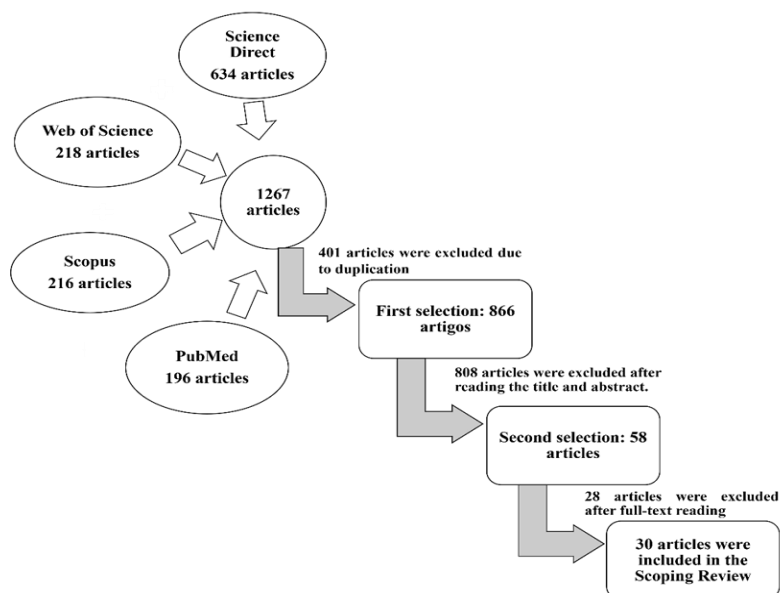 Science
Direct
634 articles
Web of Science
218 articles
1267
articles
Scopus
216 articles
PubMed
196 articles
401 articles were excluded due
to duplication
First selection: 866
artigos
808 articles were excluded after
reading the title and abstract.
Second selection: 58
articles
28 articles were excluded
after full-text reading
30 articles were
included in the
Scoping Review